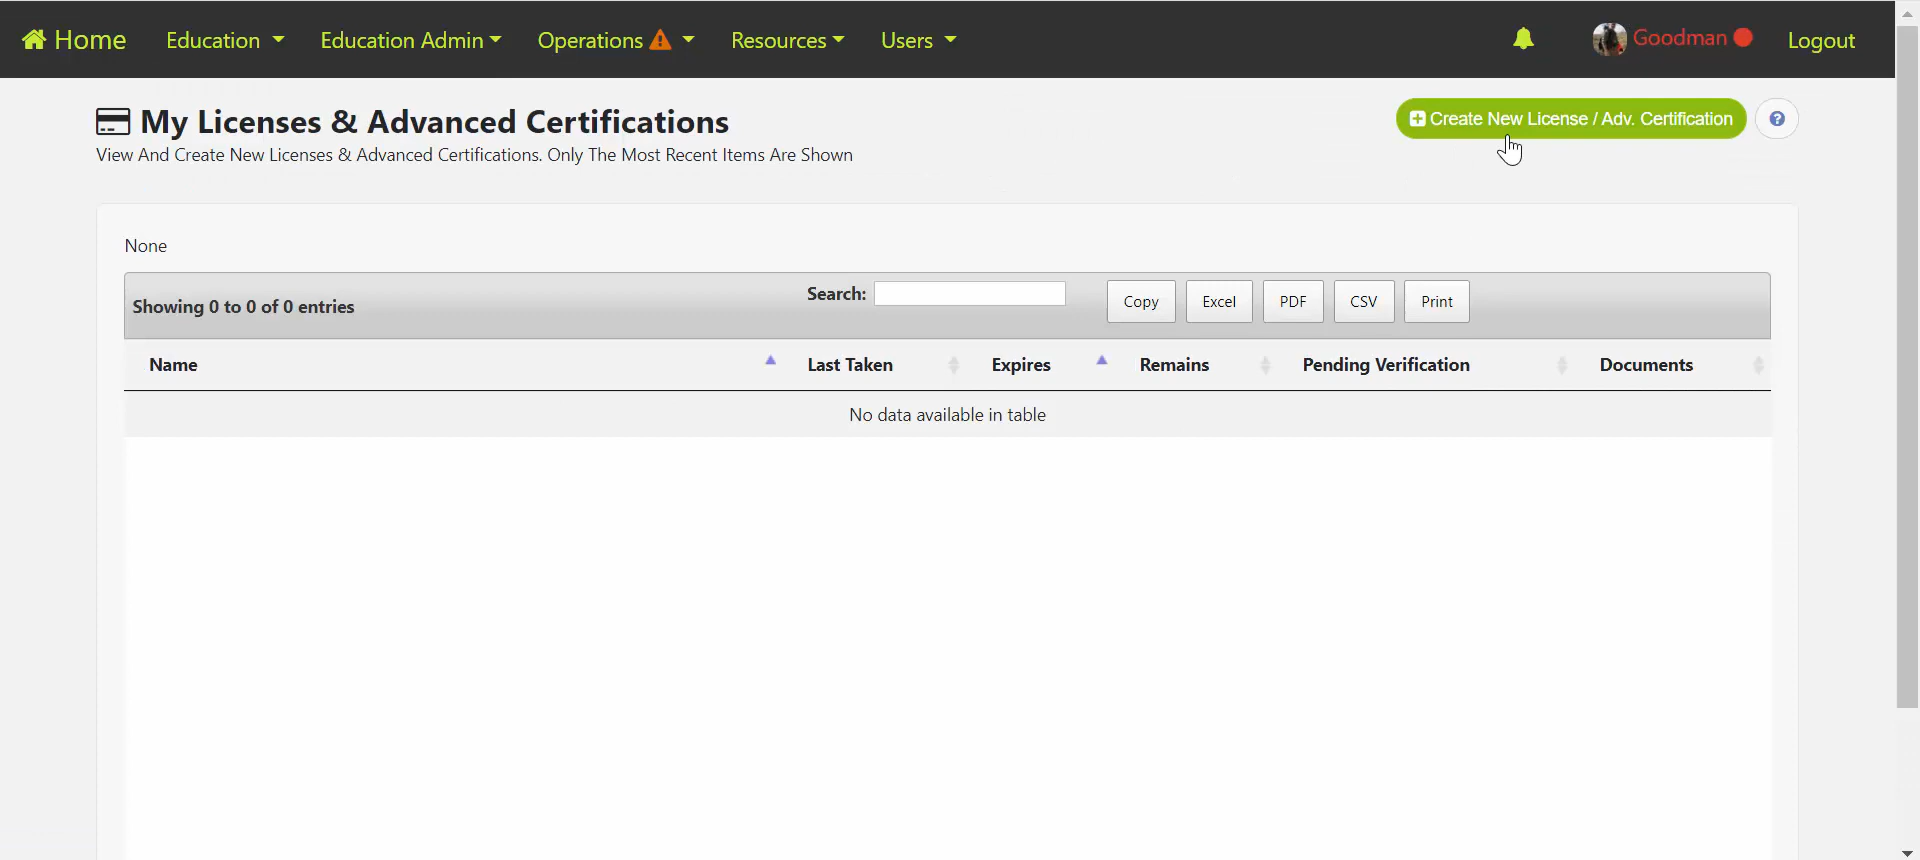 Home Education Education Admin Operations Resources Users Goodman Logout
My Licenses & Advanced Certifications
Create New License / Adv. Certification ?
View And Create New Licenses & Advanced Certifications. Only The Most Recent Items Are Shown
None
Showing 0 to 0 of 0 entries Search: Copy Excel PDF CSV Print
Name Last Taken Expires Remains Pending Verification Documents
No data available in table